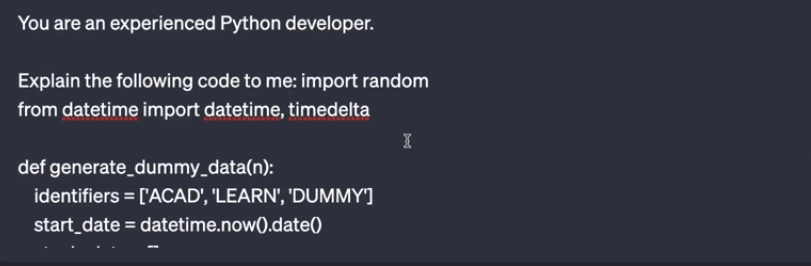 You are an experienced Python developer.
Explain the following code to me: import random
from datetime import datetime, timedelta
def generate_dummy_data(n):
identifiers = ['ACAD', 'LEARN', 'DUMMY']
start_date = datetime.now().date()